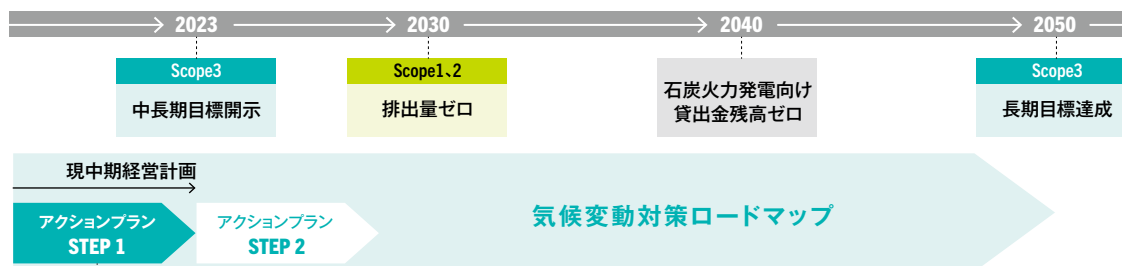 2023
2030
2040
2050
Scope3
中長期目標開示
Scope1、2
排出量ゼロ
石炭火力発電向け
貸出金残高ゼロ
Scope3
長期目標達成
現中期経営計画
アクションプラン
STEP 1
アクションプラン
STEP 2
気候変動対策ロードマップ